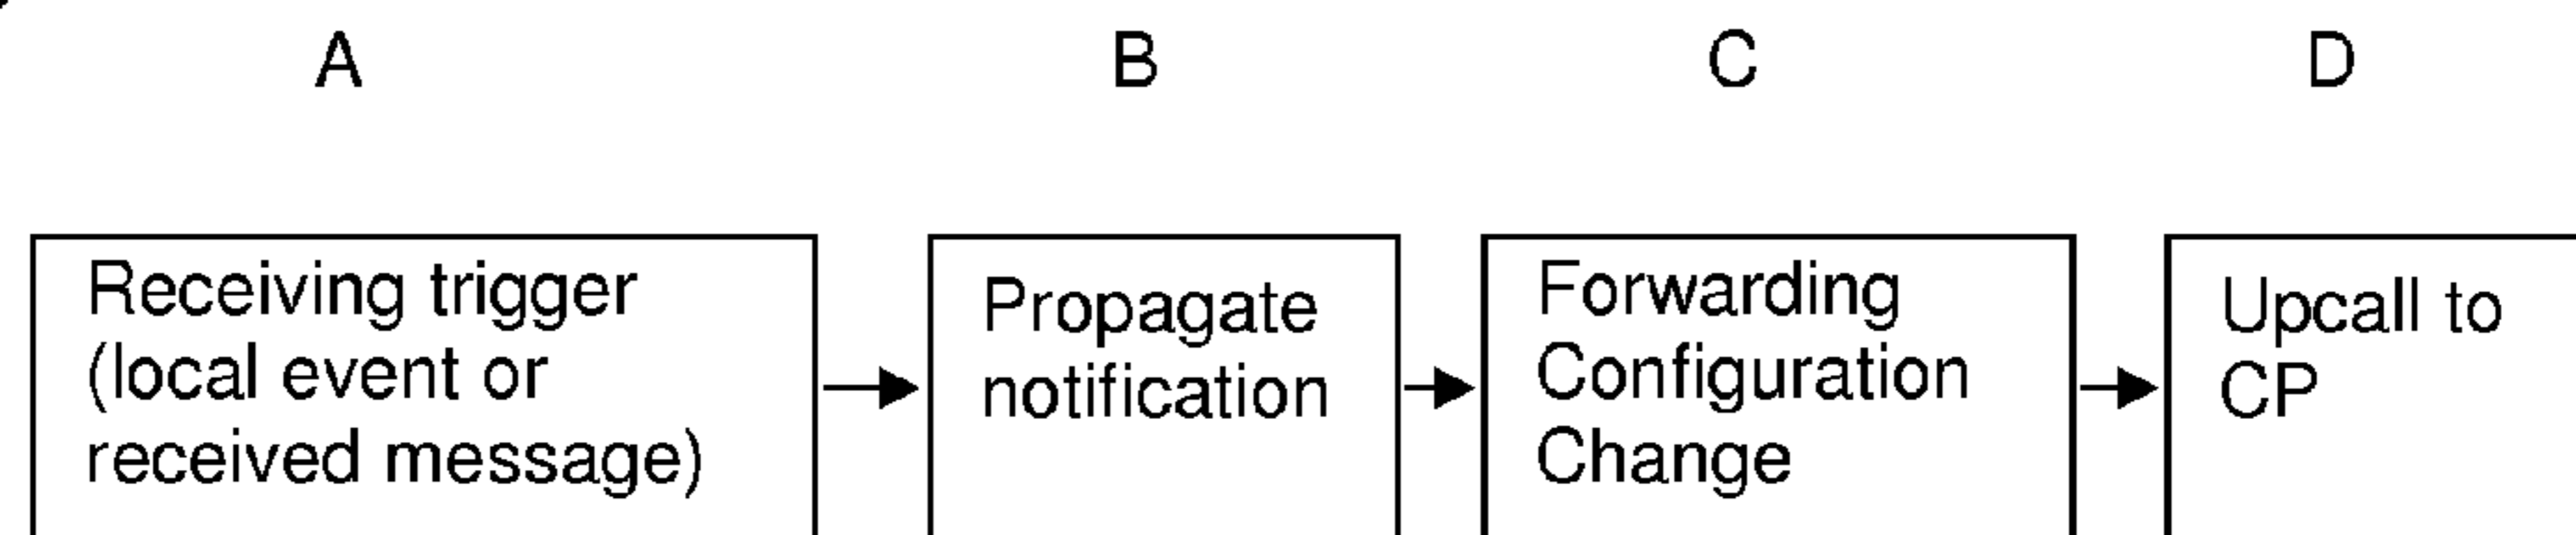 A B C D
Receiving trigger
(local event or
received message)
Propagate
notification
Forwarding
Configuration
Change
Upcall to
CP